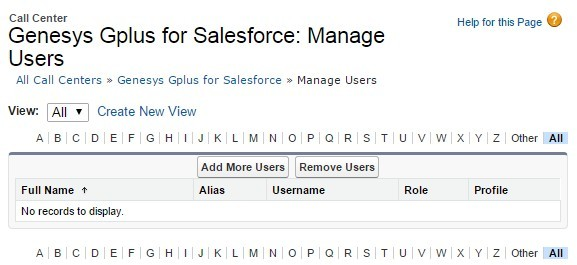 Call Center
Genesys Gplus for Salesforce: Manage
Users
Help for this Page ?
All Call Centers » Genesys Gplus for Salesforce » Manage Users
View: All ▼ Create New View
A | B | C | D | E | F | G | H | I | J | K | L | M | N | O | P | Q | R | S | T | U | V | W | X | Y | Z | Other | All
Add More Users Remove Users
Full Name ↑ Alias Username Role Profile
No records to display.
A | B | C | D | E | F | G | H | I | J | K | L | M | N | O | P | Q | R | S | T | U | V | W | X | Y | Z | Other | All